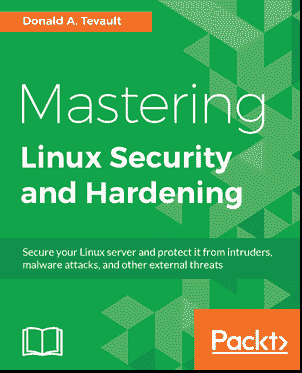 Donald A. Tevault
Mastering
Linux Security
and Hardening
Secure your Linux server and protect it from intruders,
malware attacks, and other external threats
Packt>